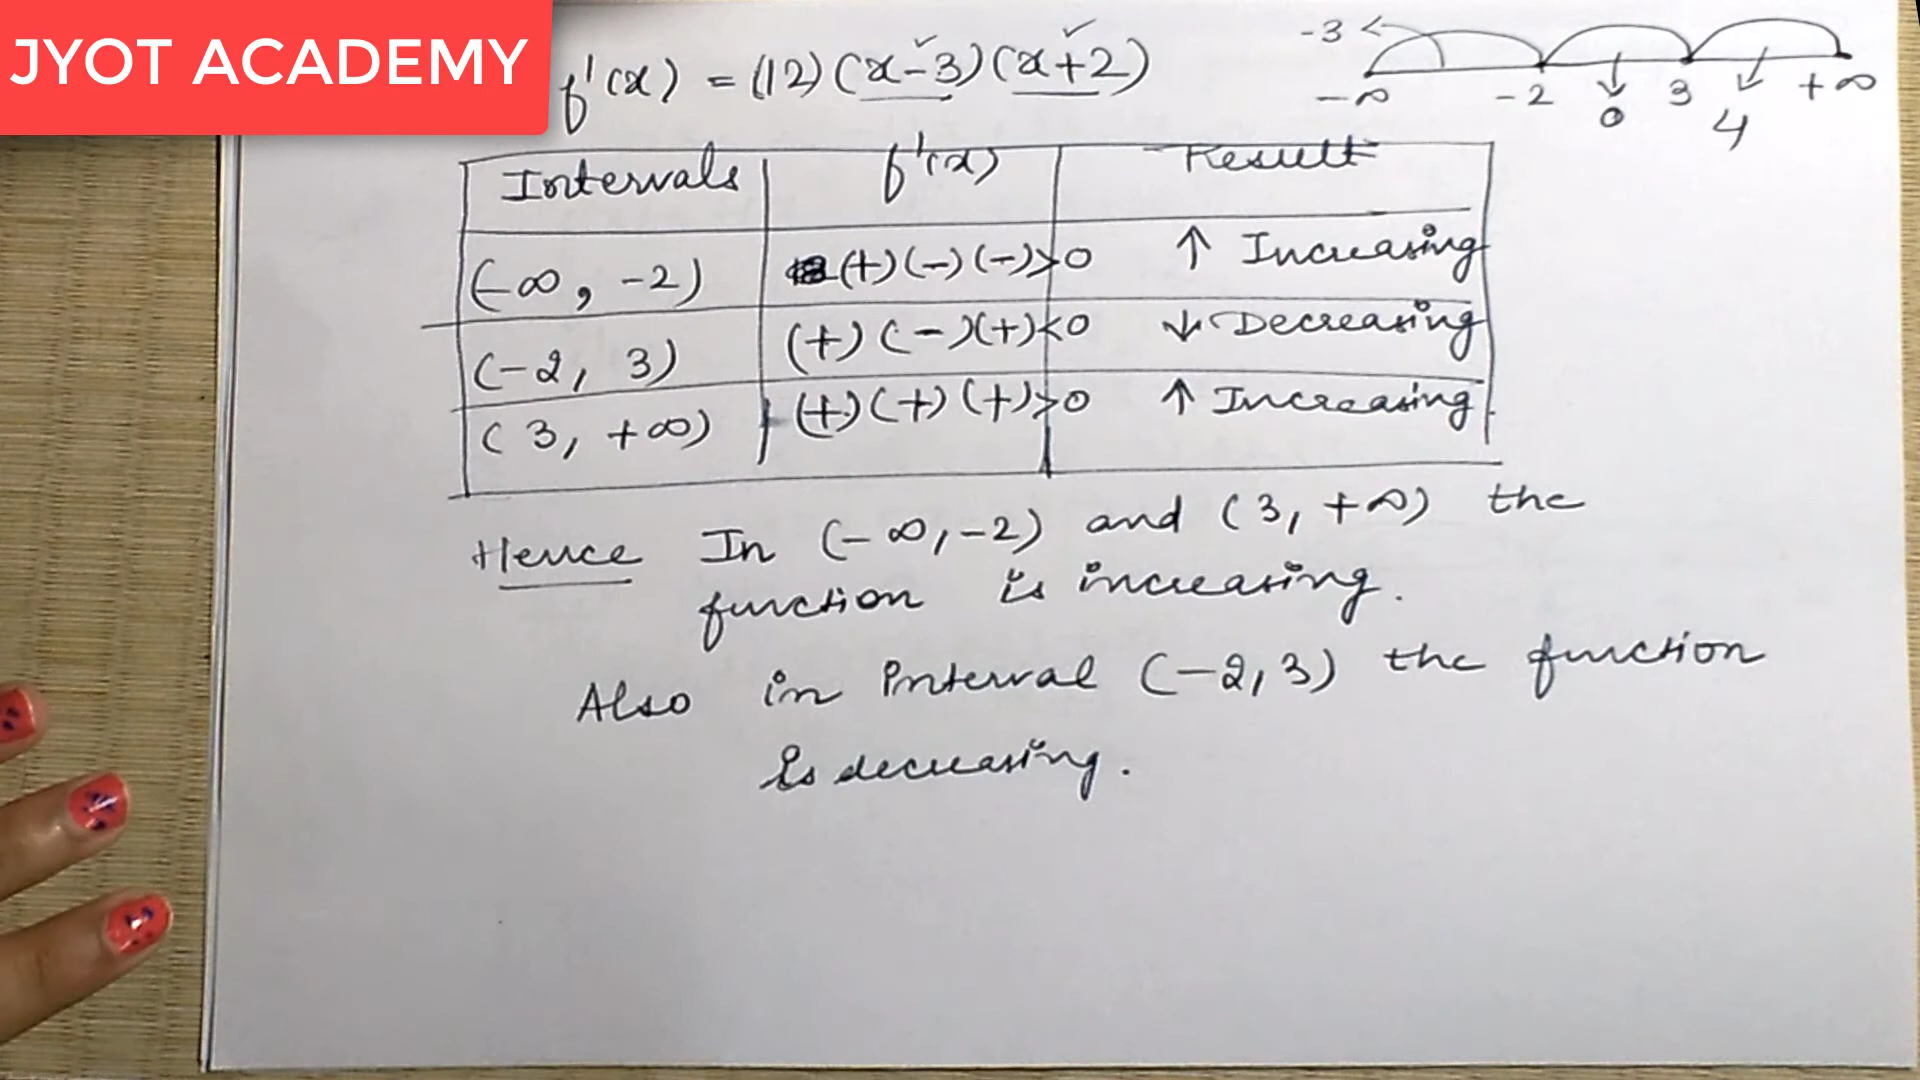 JYOT ACADEMY
f'(x) = (12) (x-3) (x+2)
-3
-∞ -2 0 3 4 +∞
Intervals f'(x) Result
(-∞, -2) (+)(-)(-)>0 ↑ Increasing
(-2, 3) (+)(-)(+)<0 ↓ Decreasing
(3, +∞) (+)(+)(+)>0 ↑ Increasing
Hence In (-∞,-2) and (3, +∞) the
function is increasing.
Also in interval (-2,3) the function
is decreasing.